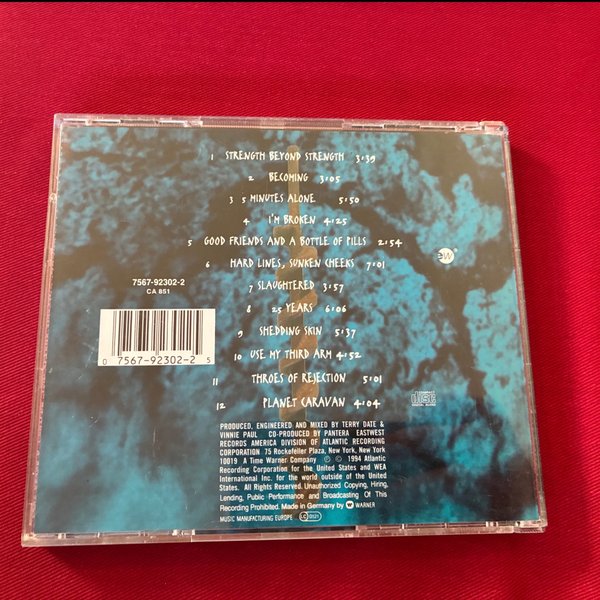 1 STRENGTH BEYOND STRENGTH 3:39
2 BECOMING 3:05
3 5 MINUTES ALONE 5:50
4 I'M BROKEN 4:25
5 GOOD FRIENDS AND A BOTTLE OF PILLS 2:54
6 HARD LINES, SUNKEN CHEEKS 7:01
7 SLAUGHTERED 3:57
8 25 YEARS 6:06
9 SHEDDING SKIN 5:37
10 USE MY THIRD ARM 4:52
11 THROES OF REJECTION 5:01
12 PLANET CARAVAN 4:04
ew
7567-92302-2
CA 851
0 7567-92302-2 5
COMPACT
disc
DIGITAL AUDIO
PRODUCED, ENGINEERED AND MIXED BY TERRY DATE &
VINNIE PAUL CO-PRODUCED BY PANTERA EASTWEST
RECORDS AMERICA DIVISION OF ATLANTIC RECORDING
CORPORATION 75 Rockefeller Plaza, New York, New York
10019 A Time Warner Company ℗ © 1994 Atlantic
Recording Corporation for the United States and WEA
International Inc. for the world outside of the United
States. All Rights Reserved. Unauthorized Copying, Hiring,
Lending, Public Performance and Broadcasting Of This
Recording Prohibited. Made in Germany by W WARNER
MUSIC MANUFACTURING EUROPE LC